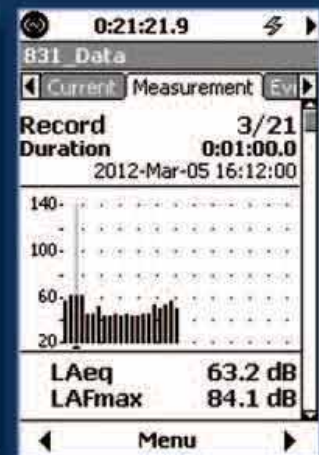 0:21:21.9
831_Data
Current Measurement Evi
Record 3/21
Duration 0:01:00.0
2012-Mar-05 16:12:00
140
100
60
20
LAeq 63.2 dB
LAFmax 84.1 dB
Menu